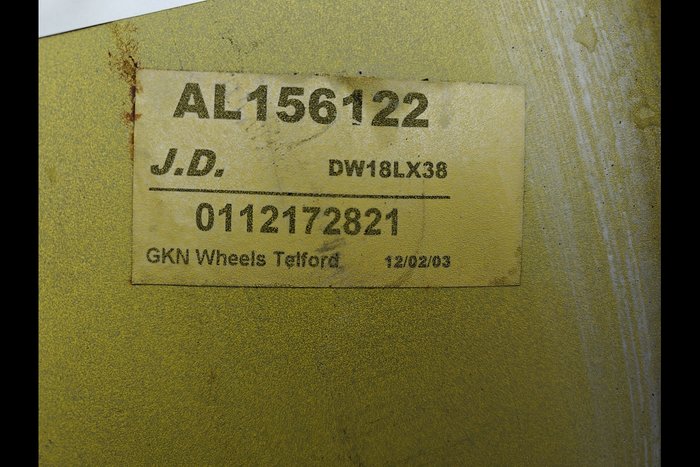 AL156122
J.D. DW18LX38
0112172821
GKN Wheels Telford 12/02/03